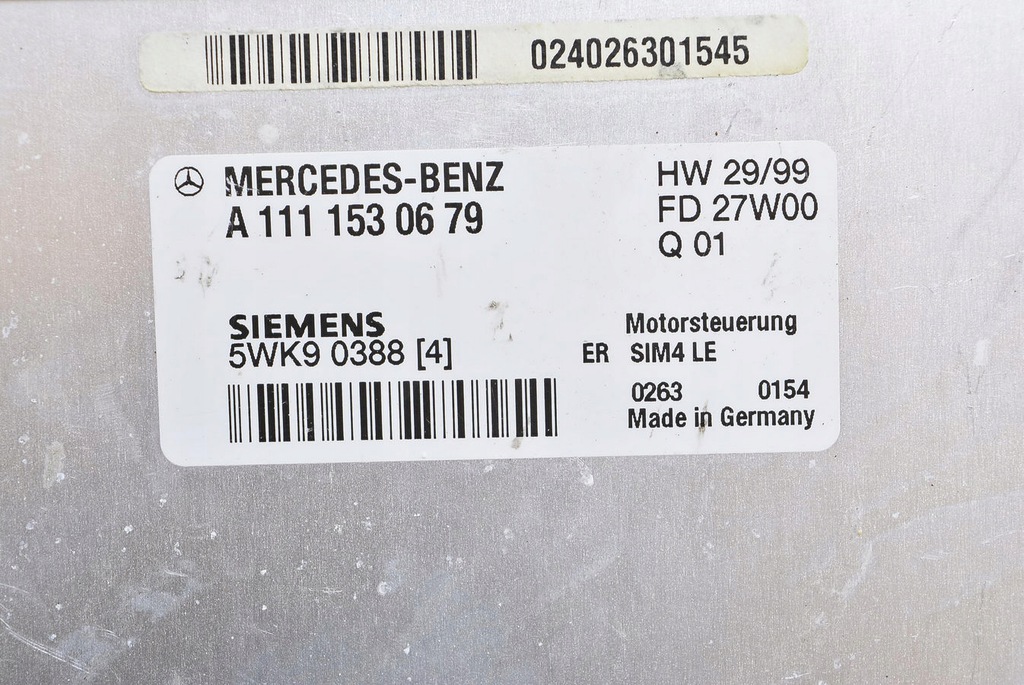 024026301545
MERCEDES-BENZ
A 111 153 06 79
HW 29/99
FD 27W00
Q 01
SIEMENS
5WK9 0388 [4]
Motorsteuerung
ER SIM4 LE
0263 0154
Made in Germany